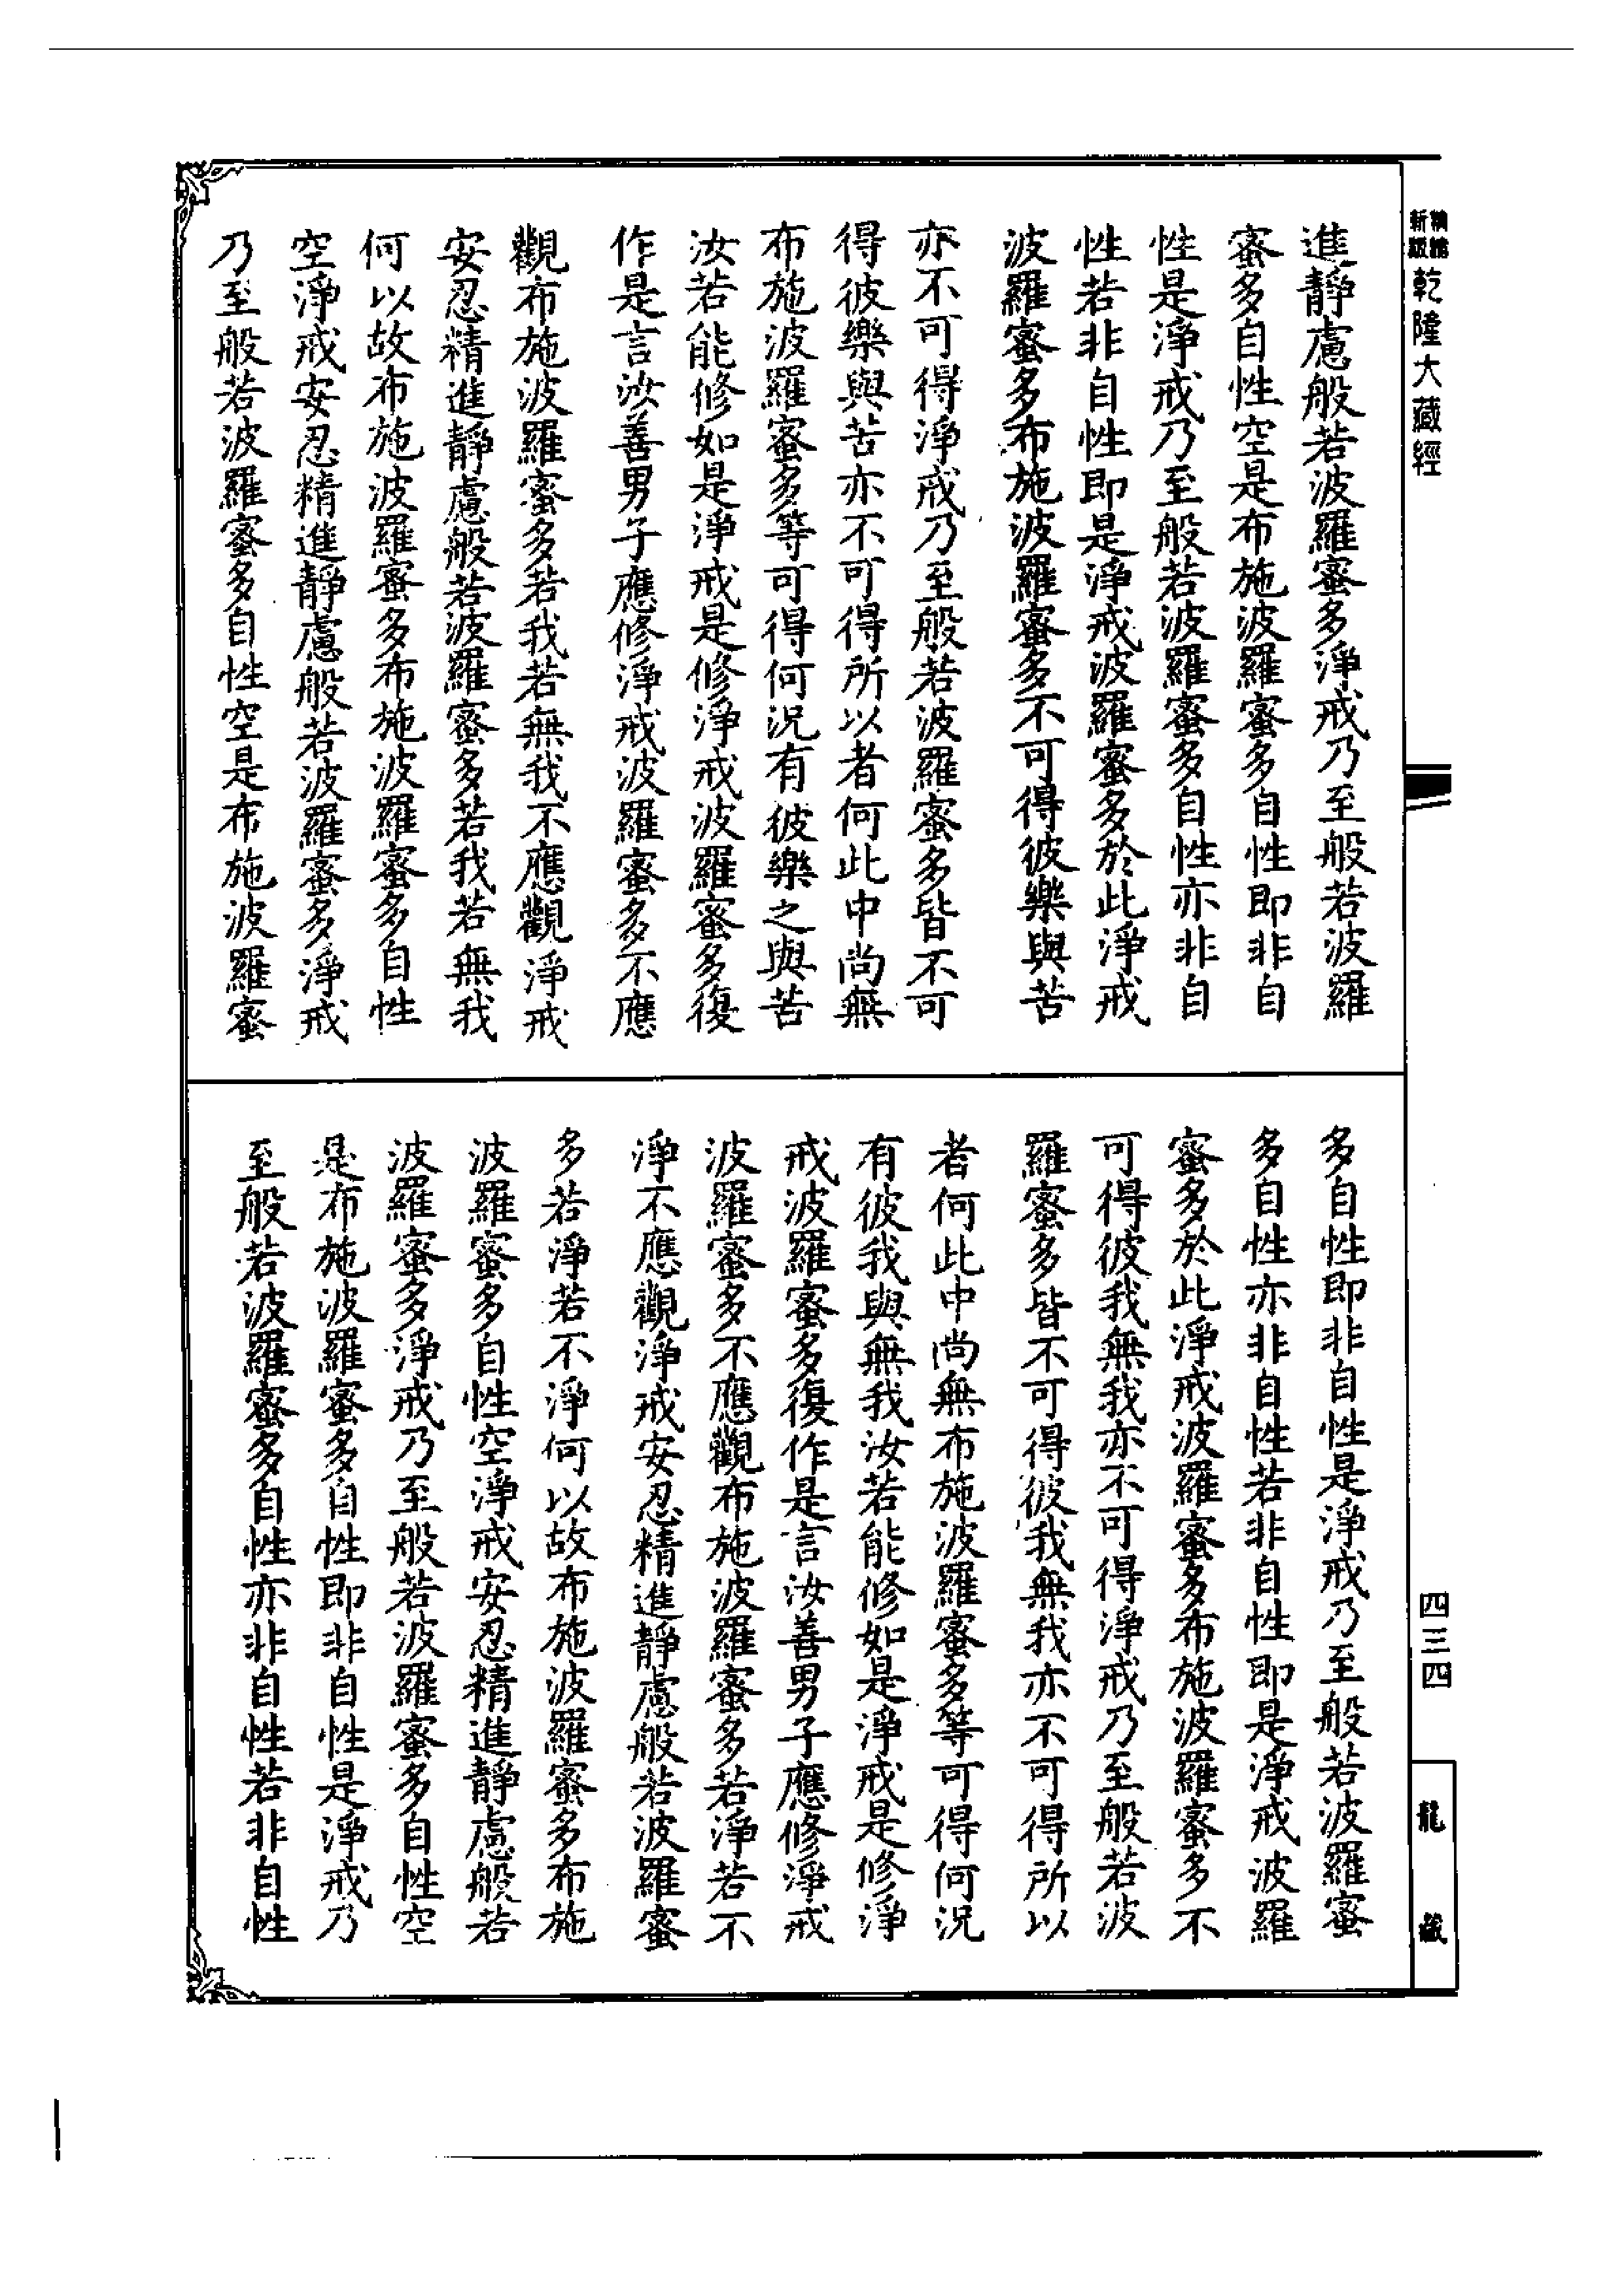 乾隆大藏經
進靜慮般若波羅蜜多淨戒乃至般若波羅
蜜多自性空是布施波羅蜜多自性即非自
性是淨戒乃至般若波羅蜜多自性亦非自
性若非自性即是淨戒波羅蜜多於此淨戒
波羅蜜多布施波羅蜜多不可得彼樂與苦
亦不可得淨戒乃至般若波羅蜜多皆不可
得彼樂與苦亦不可得所以者何此中尚無
布施波羅蜜多等可得何況有彼樂之與苦
汝若能修如是淨戒是修淨戒波羅蜜多復
作是言汝善男子應修淨戒波羅蜜多不應
觀布施波羅蜜多若我若無我不應觀淨戒
安忍精進靜慮般若波羅蜜多若我若無我
何以故布施波羅蜜多布施波羅蜜多自性
空淨戒安忍精進靜慮般若波羅蜜多淨戒
乃至般若波羅蜜多自性空是布施波羅蜜
多自性即非自性是淨戒乃至般若波羅蜜
多自性亦非自性若非自性即是淨戒波羅
蜜多於此淨戒波羅蜜多布施波羅蜜多不
可得彼我無我亦不可得淨戒乃至般若波
羅蜜多皆不可得彼我無我亦不可得所以
者何此中尚無布施波羅蜜多等可得何況
有彼我與無我汝若能修如是淨戒是修淨
戒波羅蜜多復作是言汝善男子應修淨戒
波羅蜜多不應觀布施波羅蜜多若淨若不
淨不應觀淨戒安忍精進靜慮般若波羅蜜
多若淨若不淨何以故布施波羅蜜多布施
波羅蜜多自性空淨戒安忍精進靜慮般若
波羅蜜多淨戒乃至般若波羅蜜多自性空
是布施波羅蜜多自性即非自性是淨戒乃
至般若波羅蜜多自性亦非自性若非自性
四三四
龍藏